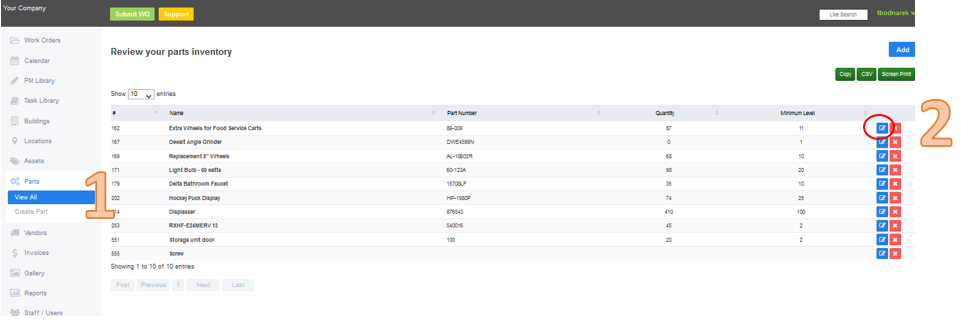 Your Company
Submit WO Support
Live Search tbodnarek
Work Orders
Calendar
PM Library
Task Library
Buildings
Locations
Assets
Parts
View All
Create Part
Vendors
Invoices
Gallery
Reports
Staff / Users
1
Review your parts inventory
Add
Copy CSV Screen Print
Show 10 entries
# Name Part Number Quantity Minimum Level
162 Extra Wheels for Food Service Carts 89-009 87 11
167 Dewalt Angle Grinder DWE4599N 0 1
169 Replacement 8" Wheels AL-18602R 68 10
171 Light Bulb - 60 watts 60-123A 98 20
179 Delta Bathroom Faucet 15708LF 35 10
202 Hockey Puck Display HP-1980P 74 25
14 Displaser 876543 410 100
253 RXHF-E24MERV 13 540016 45 2
551 Storage unit door 100 20 2
555 Screw
Showing 1 to 10 of 10 entries
First Previous 1 Next Last
2